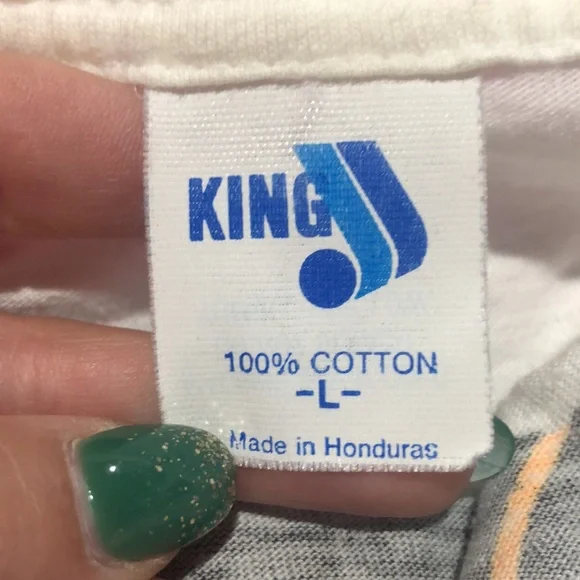 KING
100% COTTON
-L-
Made in Honduras